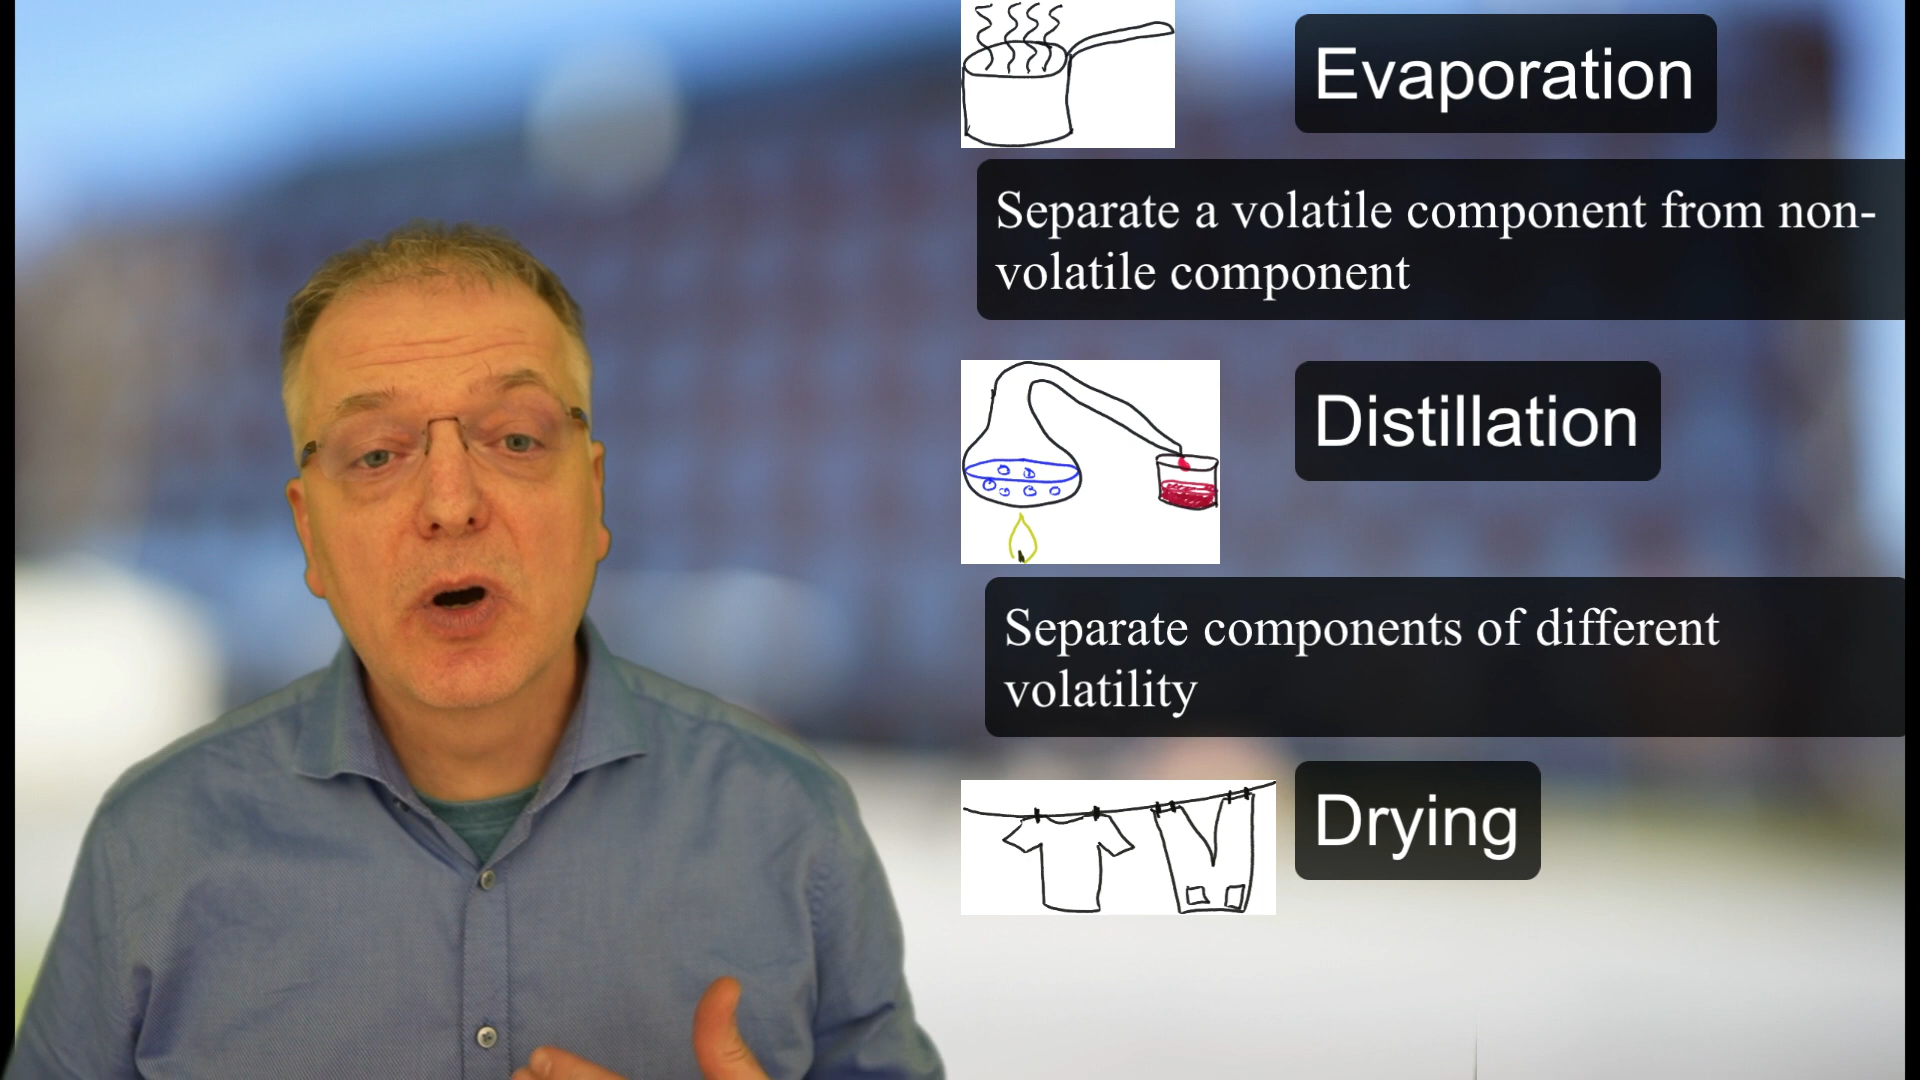 Evaporation
Separate a volatile component from non-
volatile component
Distillation
Separate components of different
volatility
Drying